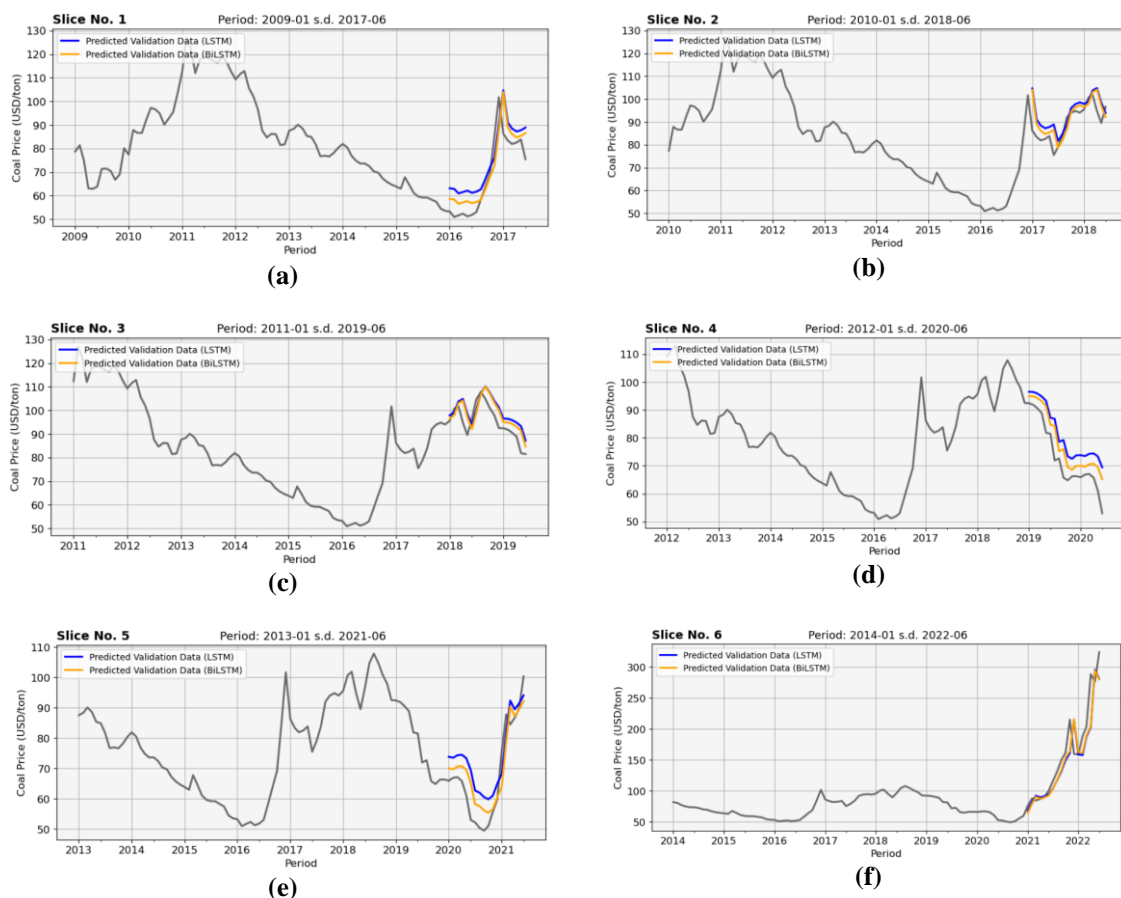 Slice No. 1 Period: 2009-01 s.d. 2017-06
Predicted Validation Data (LSTM)
Predicted Validation Data (BiLSTM)
Coal Price (USD/ton)
130
120
110
100
90
80
70
60
50
2009 2010 2011 2012 2013 2014 2015 2016 2017
Period
(a)
Slice No. 2 Period: 2010-01 s.d. 2018-06
Predicted Validation Data (LSTM)
Predicted Validation Data (BiLSTM)
Coal Price (USD/ton)
130
120
110
100
90
80
70
60
50
2010 2011 2012 2013 2014 2015 2016 2017 2018
Period
(b)
Slice No. 3 Period: 2011-01 s.d. 2019-06
Predicted Validation Data (LSTM)
Predicted Validation Data (BiLSTM)
Coal Price (USD/ton)
130
120
110
100
90
80
70
60
50
2011 2012 2013 2014 2015 2016 2017 2018 2019
Period
(c)
Slice No. 4 Period: 2012-01 s.d. 2020-06
Predicted Validation Data (LSTM)
Predicted Validation Data (BiLSTM)
Coal Price (USD/ton)
110
100
90
80
70
60
50
2012 2013 2014 2015 2016 2017 2018 2019 2020
Period
(d)
Slice No. 5 Period: 2013-01 s.d. 2021-06
Predicted Validation Data (LSTM)
Predicted Validation Data (BiLSTM)
Coal Price (USD/ton)
110
100
90
80
70
60
50
2013 2014 2015 2016 2017 2018 2019 2020 2021
Period
(e)
Slice No. 6 Period: 2014-01 s.d. 2022-06
Predicted Validation Data (LSTM)
Predicted Validation Data (BiLSTM)
Coal Price (USD/ton)
300
250
200
150
100
50
2014 2015 2016 2017 2018 2019 2020 2021 2022
Period
(f)